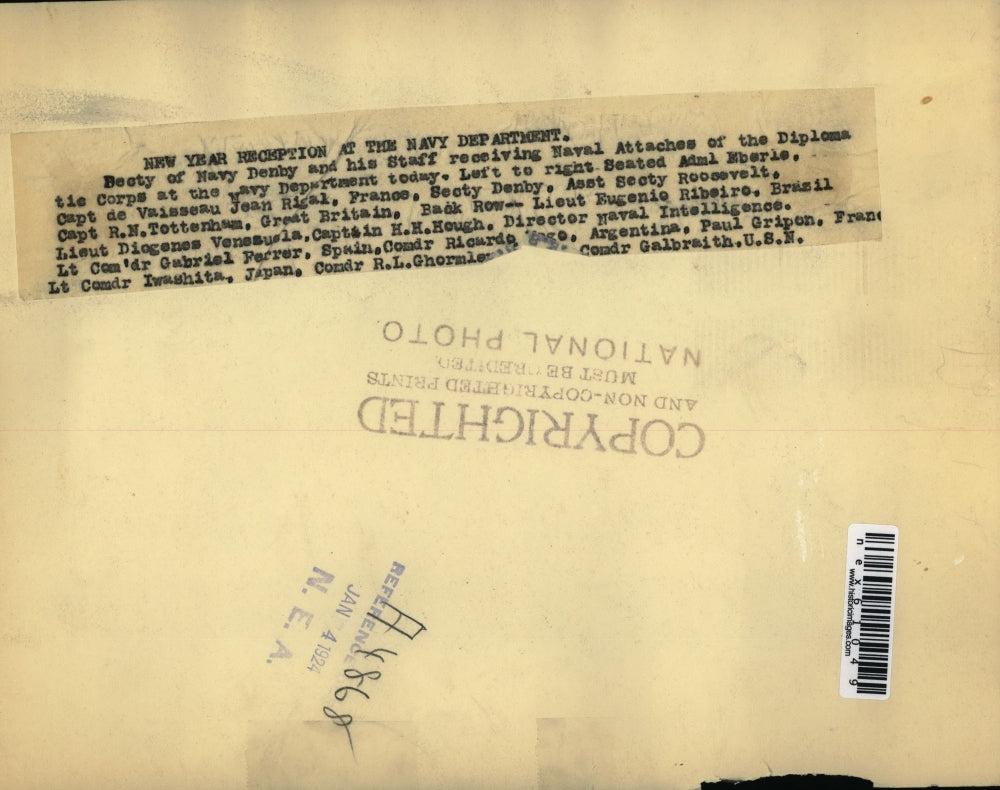 NEW YEAR RECEPTION AT THE NAVY DEPARTMENT.
Secty of Navy Denby and his Staff receiving Naval Attaches of the Diploma
tic Corps at the Navy Department today. Left to right Seated Adml Eberle,
Capt de Vaisseau Jean Rigal, France, Secty Denby, Asst Secty Roosevelt,
Capt R.N.Tottenham, Great Britain, Back Row-- Lieut Eugenio Ribeiro, Brazil
Lieut Diogenes Venesuela,Captain H.H.Hough, Director Naval Intelligence.
Lt Com'dr Gabriel Ferrer, Spain,Comdr Ricardo Argentina, Paul Gripon, Franc
Lt Comdr Iwashita, Japan, Comdr R.L.Ghormley Comdr Galbraith,U.S.N.
COPYRIGHTED
AND NON-COPYRIGHTED PRINTS
MUST BE CREDITED
NATIONAL PHOTO
REFERENCE
JAN 4 1924
N. E. A.
A 4868
nex61049
www.historicimages.com